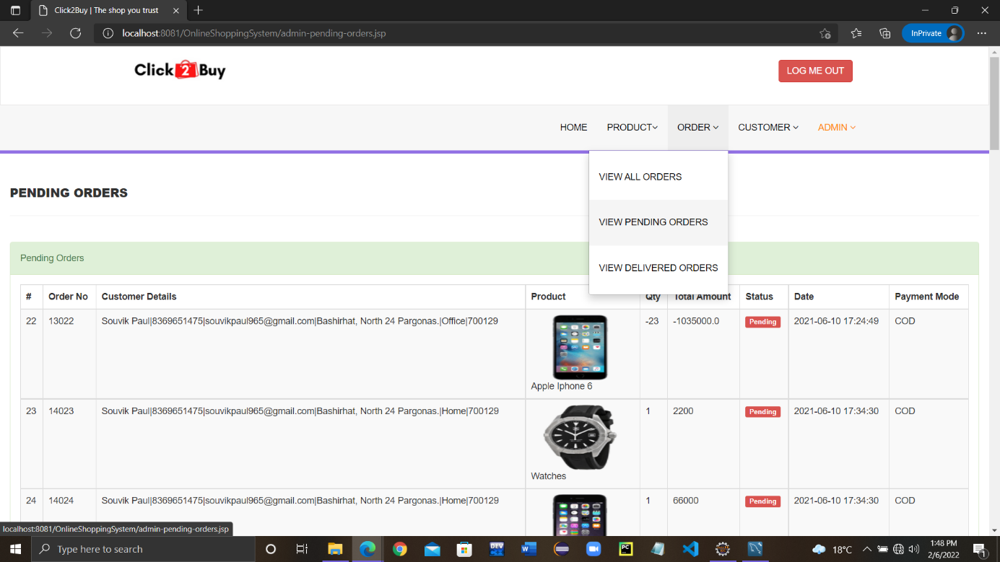 Click2Buy | The shop you trust
localhost:8081/OnlineShoppingSystem/admin-pending-orders.jsp
InPrivate
Click 2 Buy
LOG ME OUT
HOME PRODUCT ORDER CUSTOMER ADMIN
VIEW ALL ORDERS
VIEW PENDING ORDERS
VIEW DELIVERED ORDERS
PENDING ORDERS
Pending Orders
# Order No Customer Details Product Qty Total Amount Status Date Payment Mode
22 13022 Souvik Paul|8369651475|souvikpaul965@gmail.com|Bashirhat, North 24 Pargonas.|Office|700129 -23 -1035000.0 Pending 2021-06-10 17:24:49 COD
Apple Iphone 6
23 14023 Souvik Paul|8369651475|souvikpaul965@gmail.com|Bashirhat, North 24 Pargonas.|Home|700129 1 2200 Pending 2021-06-10 17:34:30 COD
Watches
24 14024 Souvik Paul|8369651475|souvikpaul965@gmail.com|Bashirhat, North 24 Pargonas.|Home|700129 1 66000 Pending 2021-06-10 17:34:30 COD
localhost:8081/OnlineShoppingSystem/admin-pending-orders.jsp
Type here to search
DEV
PC
18°C
1:48 PM
2/6/2022
1